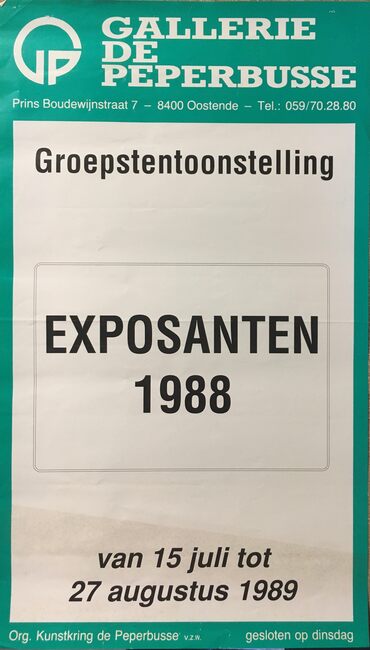 GALLERIE
DE
PEPERBUSSE
Prins Boudewijnstraat 7 – 8400 Oostende – Tel.: 059/70.28.80
Groepstentoonstelling
EXPOSANTEN
1988
van 15 juli tot
27 augustus 1989
Org. Kunstkring de Peperbusse v.z.w. gesloten op dinsdag